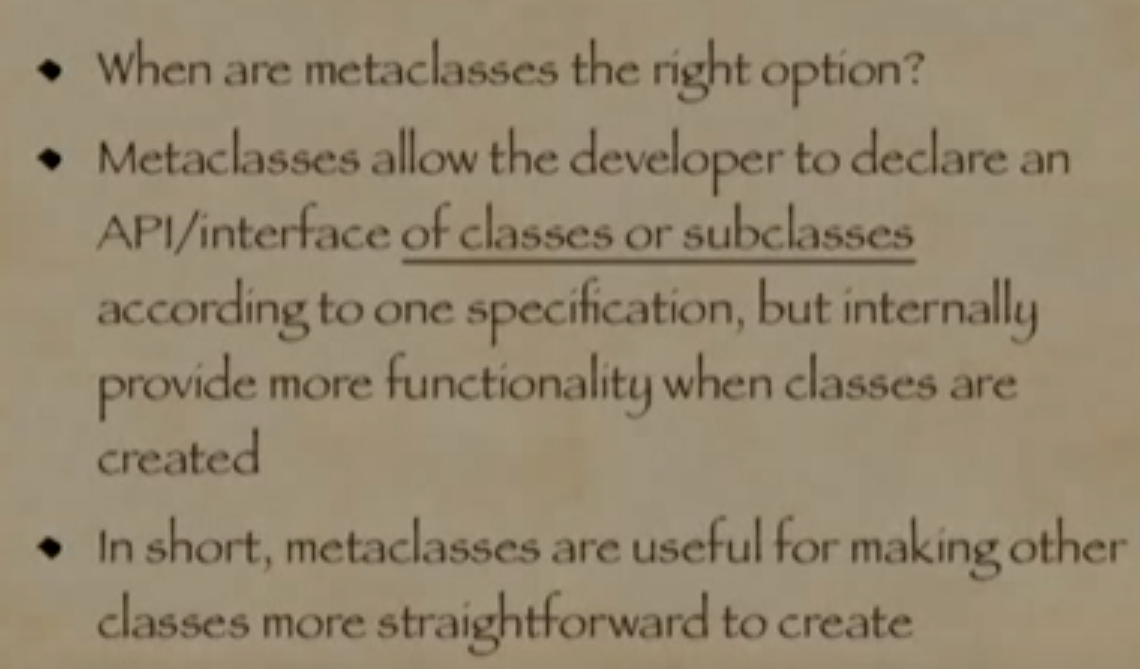 When are metaclasses the right option?
Metaclasses allow the developer to declare an
API/interface of classes or subclasses
according to one specification, but internally
provide more functionality when classes are
created
In short, metaclasses are useful for making other
classes more straightforward to create